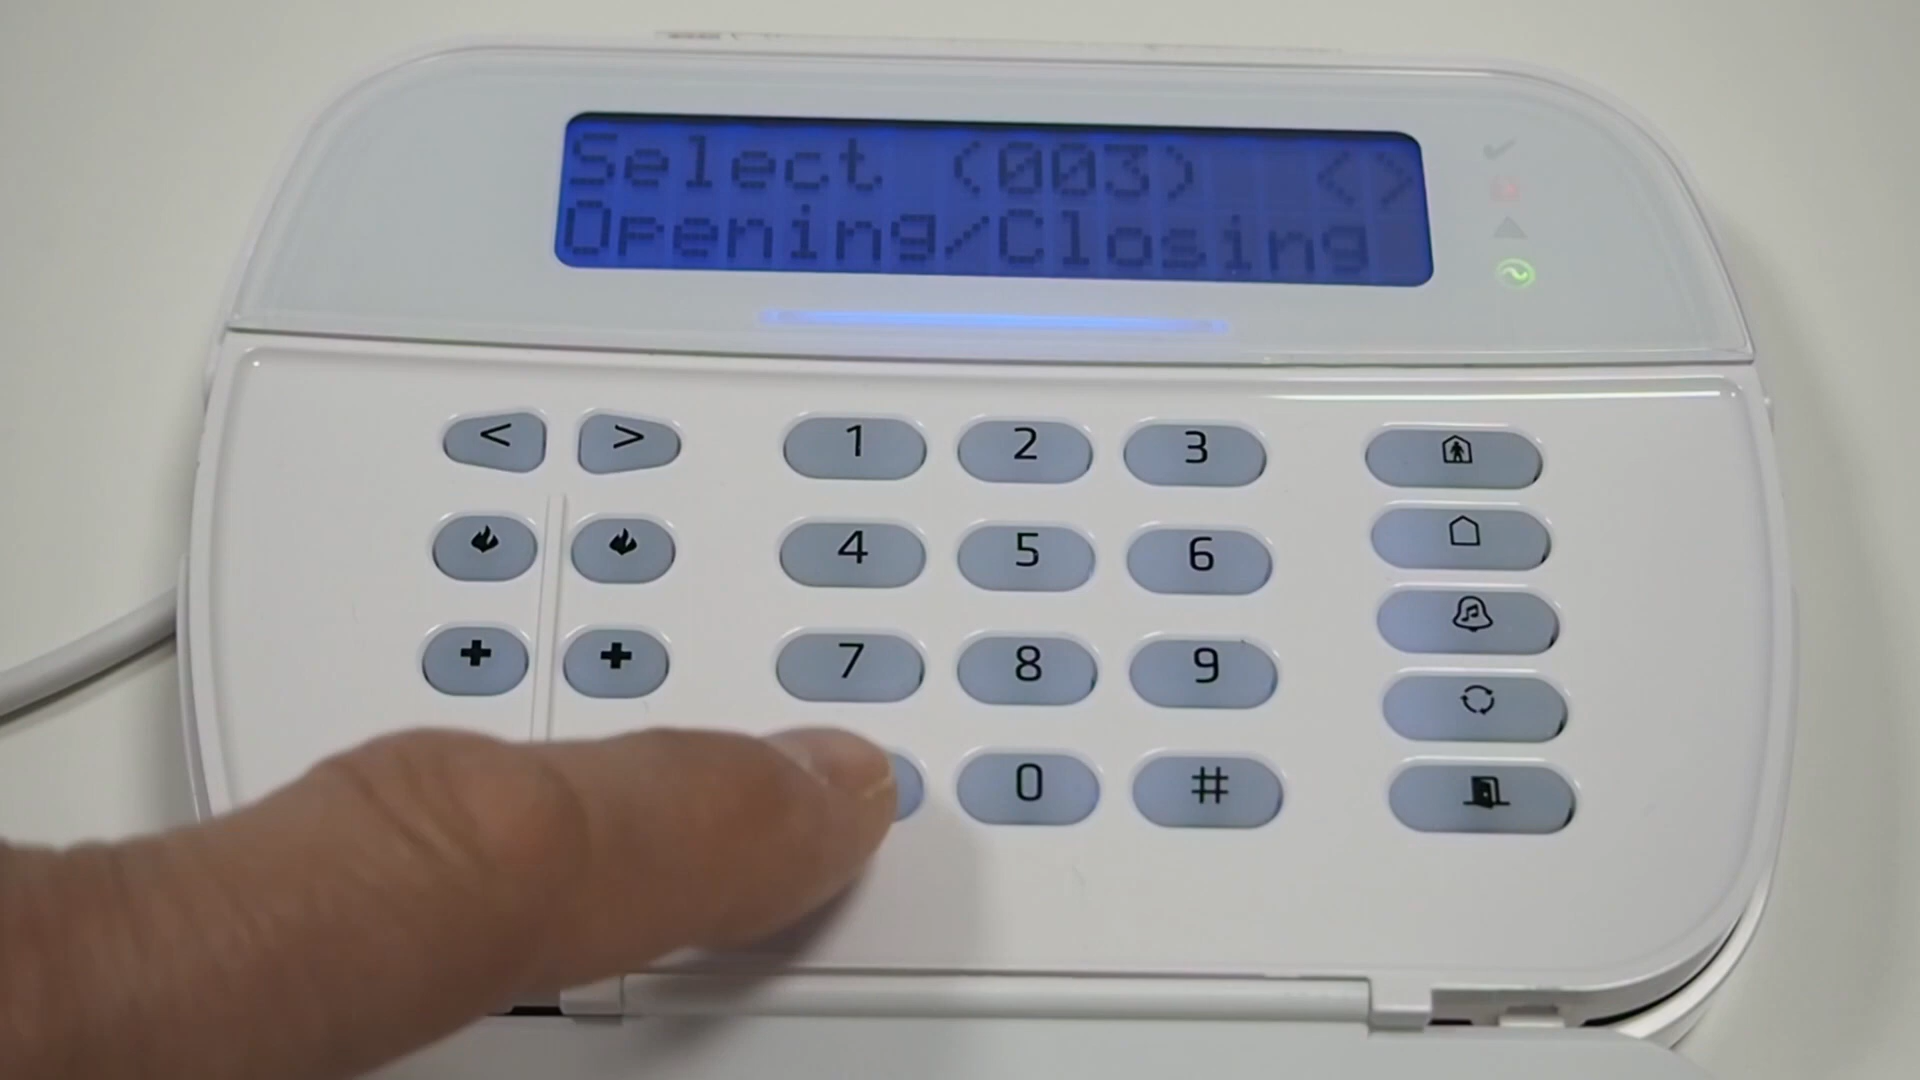 Select (003) <>
Opening/Closing
< > 1 2 3
4 5 6
7 8 9
0 #